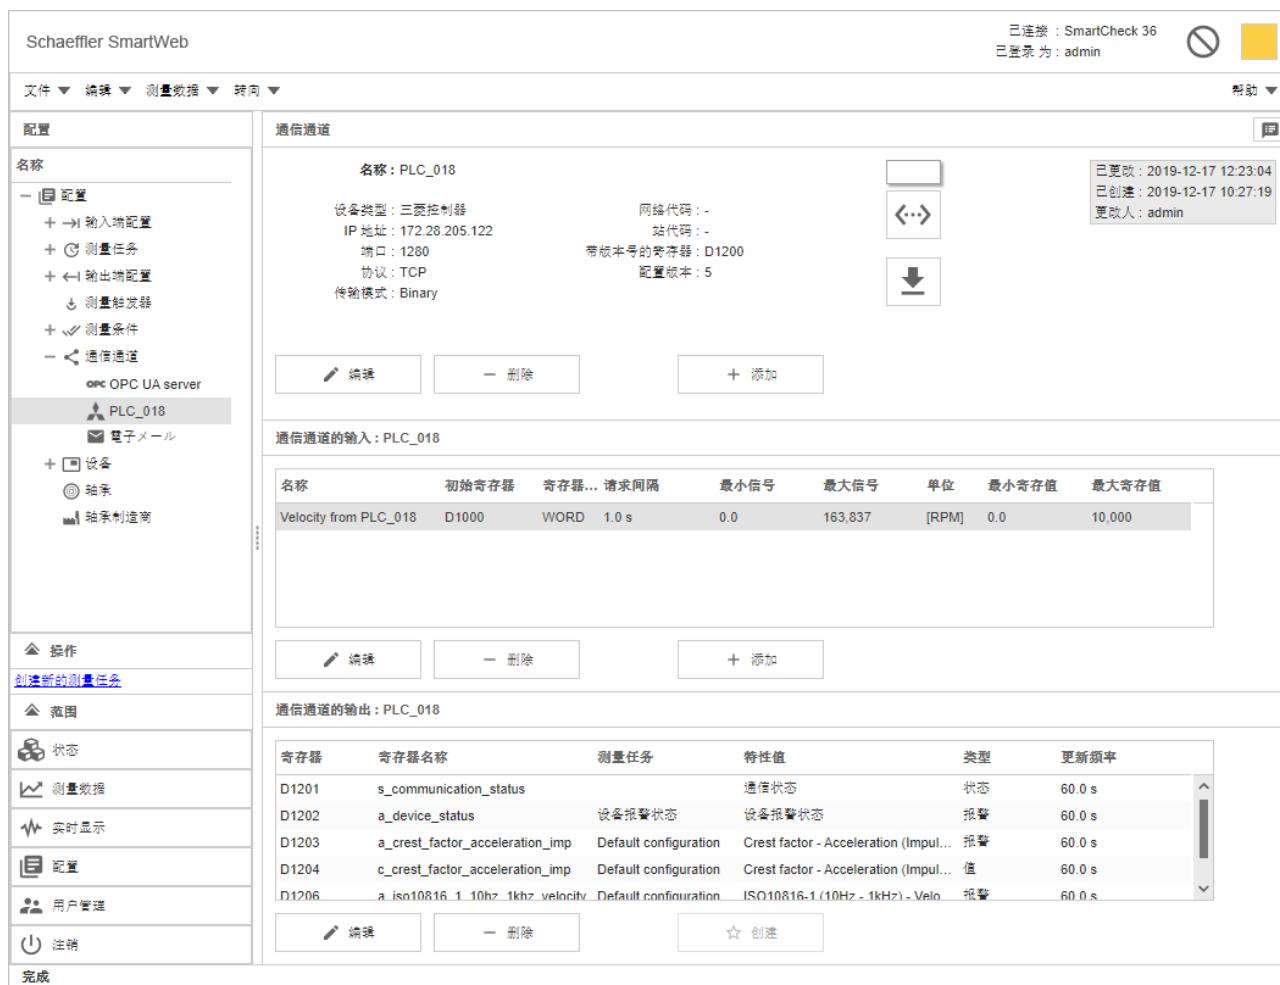 Schaeffler SmartWeb
已连接 : SmartCheck 36
已登录 为 : admin
文件 编辑 测量数据 转向 帮助
配置
名称
配置
输入端配置
测量任务
输出端配置
测量触发器
测量条件
通信通道
OPC OPC UA server
PLC_018
電子メール
设备
轴承
轴承制造商
操作
创建新的测量任务
范围
状态
测量数据
实时显示
配置
用户管理
注销
完成
通信通道
名称 : PLC_018
设备类型 : 三菱控制器
IP 地址 : 172.28.205.122
端口 : 1280
协议 : TCP
传输模式 : Binary
网络代码 : -
站代码 : -
带版本号的寄存器 : D1200
配置版本 : 5
已更改 : 2019-12-17 12:23:04
已创建 : 2019-12-17 10:27:19
更改人 : admin
编辑 删除 添加
通信通道的输入 : PLC_018
名称 初始寄存器 寄存器... 请求间隔 最小信号 最大信号 单位 最小寄存值 最大寄存值
Velocity from PLC_018 D1000 WORD 1.0 s 0.0 163,837 [RPM] 0.0 10,000
编辑 删除 添加
通信通道的输出 : PLC_018
寄存器 寄存器名称 测量任务 特性值 类型 更新频率
D1201 s_communication_status 通信状态 状态 60.0 s
D1202 a_device_status 设备报警状态 设备报警状态 报警 60.0 s
D1203 a_crest_factor_acceleration_imp Default configuration Crest factor - Acceleration (Impul... 报警 60.0 s
D1204 c_crest_factor_acceleration_imp Default configuration Crest factor - Acceleration (Impul... 值 60.0 s
D1206 a_iso10816_1_10hz_1khz_velocity Default configuration ISO10816-1 (10Hz - 1kHz) - Velo... 报警 60.0 s
编辑 删除 创建